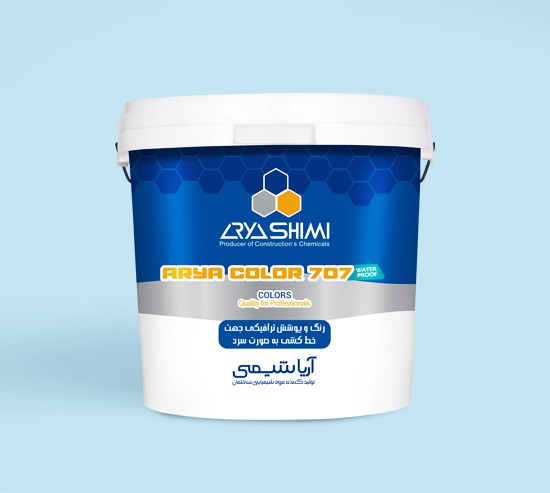 ARYA SHIMI
Producer of Construction's Chemicals
ARYA COLOR 707
WATER
PROOF
COLORS
Quality for Professionals
رنگ و پوشش ترافیکی جهت
خط کشی به صورت سرد
آریا شیمی
تولید کننده مواد شیمیایی ساختمان